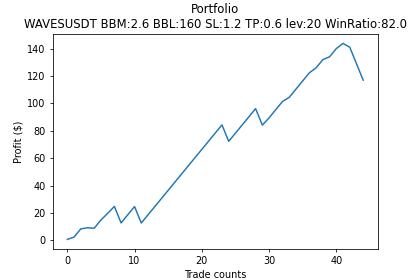 Portfolio
WAVESUSDT BBM:2.6 BBL:160 SL:1.2 TP:0.6 lev:20 WinRatio:82.0
140
120
100
80
60
40
20
0
Profit ($)
0 10 20 30 40
Trade counts